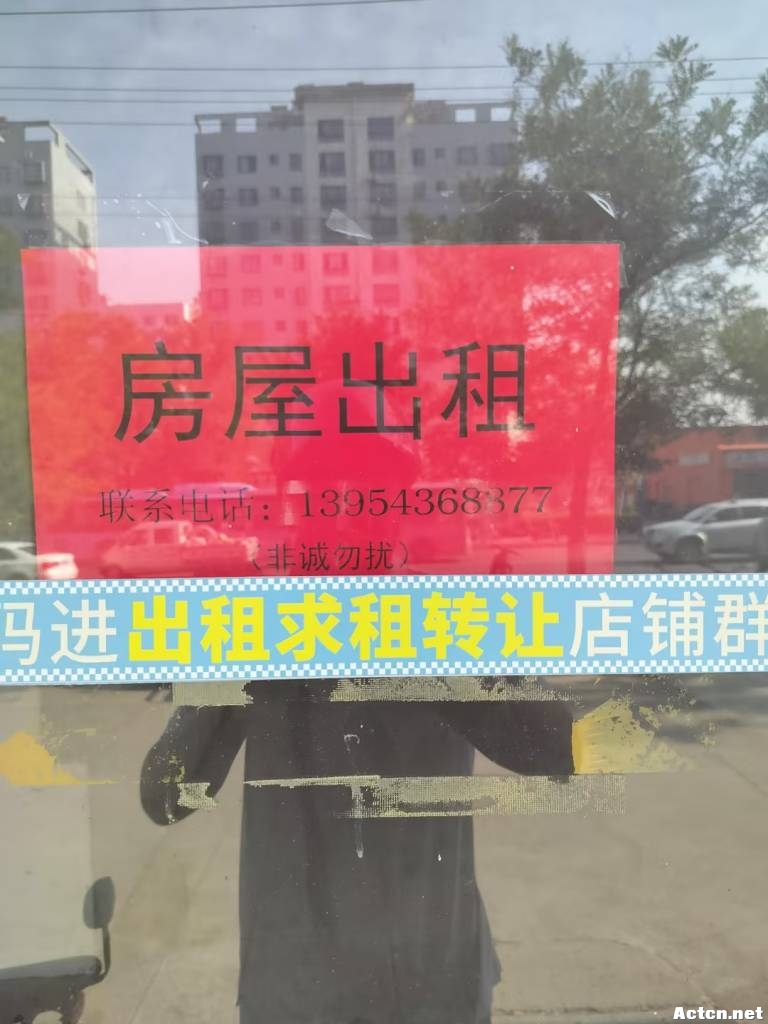 房屋出租
联系电话：13954368877
（非诚勿扰）
码进出租求租转让店铺群
Actcn.net